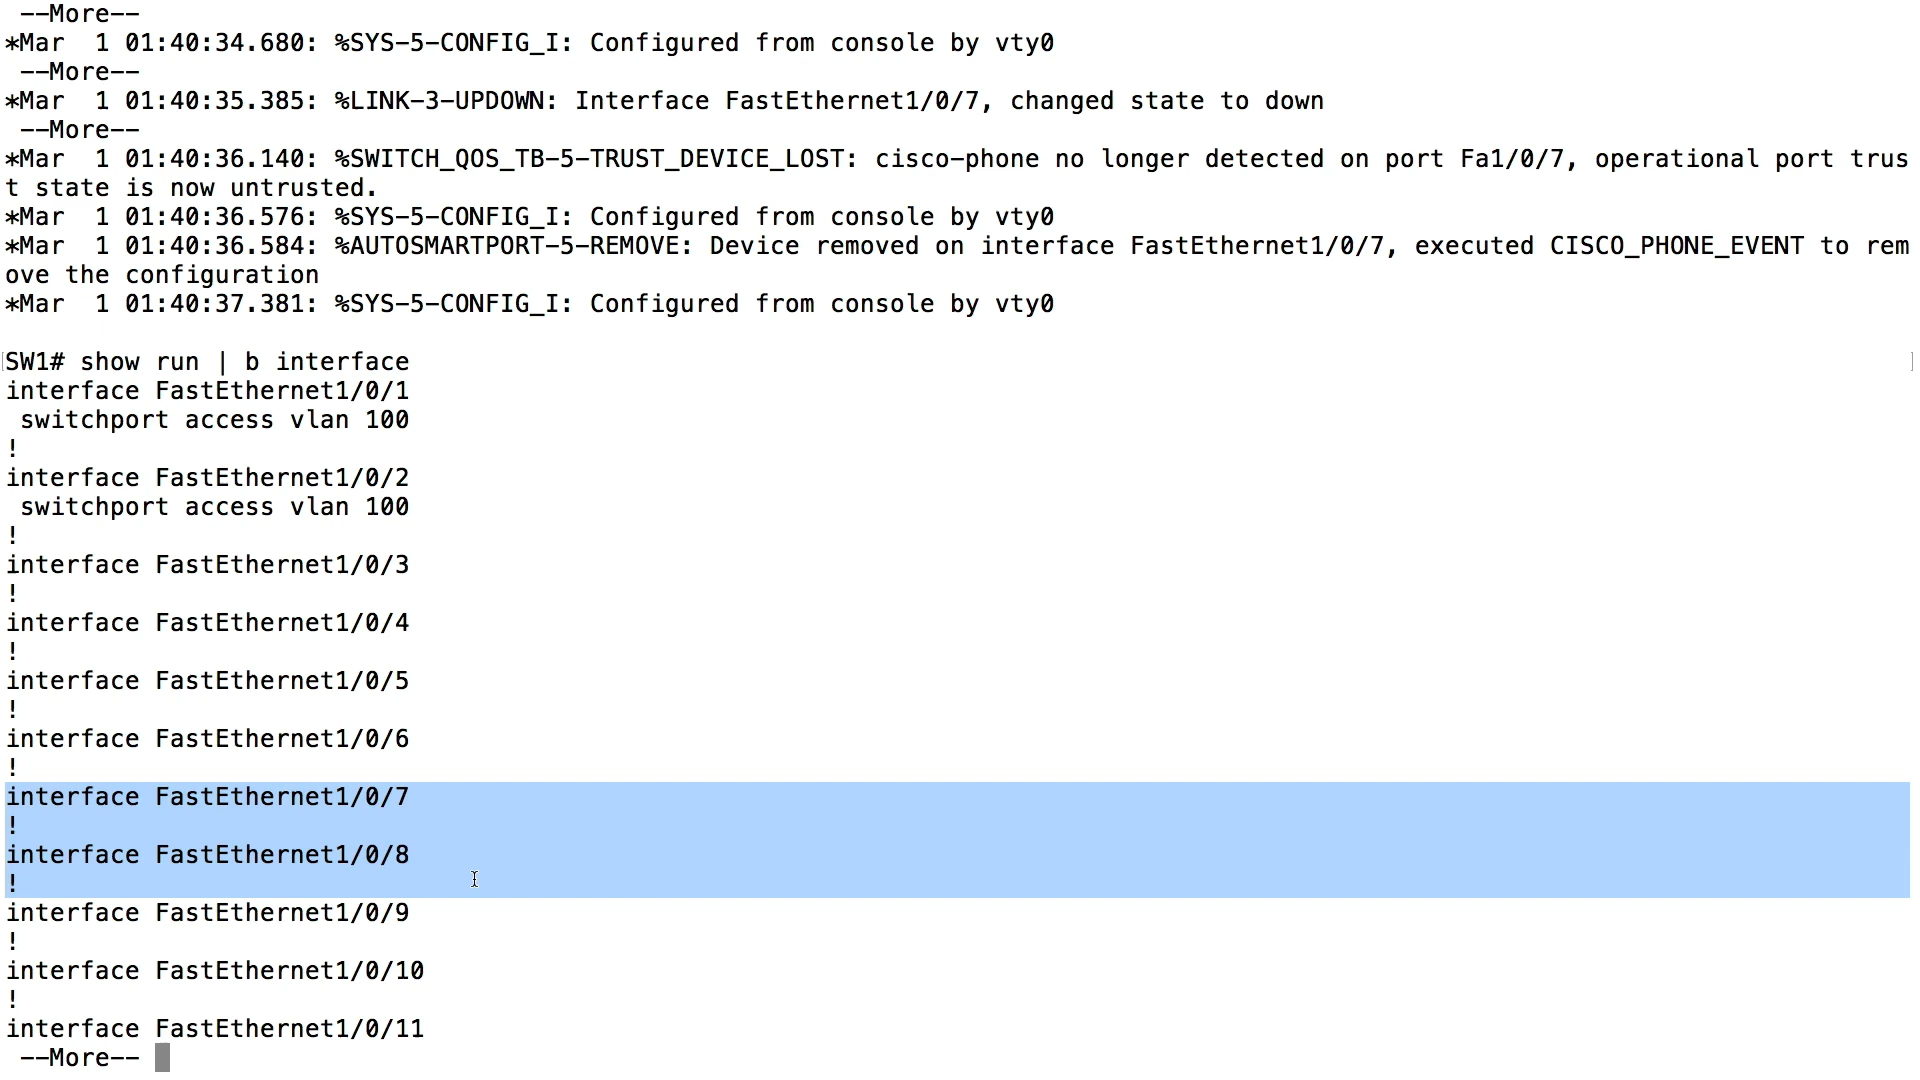 --More--
*Mar  1 01:40:34.680: %SYS-5-CONFIG_I: Configured from console by vty0
 --More--
*Mar  1 01:40:35.385: %LINK-3-UPDOWN: Interface FastEthernet1/0/7, changed state to down
 --More--
*Mar  1 01:40:36.140: %SWITCH_QOS_TB-5-TRUST_DEVICE_LOST: cisco-phone no longer detected on port Fa1/0/7, operational port trus
t state is now untrusted.
*Mar  1 01:40:36.576: %SYS-5-CONFIG_I: Configured from console by vty0
*Mar  1 01:40:36.584: %AUTOSMARTPORT-5-REMOVE: Device removed on interface FastEthernet1/0/7, executed CISCO_PHONE_EVENT to rem
ove the configuration
*Mar  1 01:40:37.381: %SYS-5-CONFIG_I: Configured from console by vty0

SW1# show run | b interface
interface FastEthernet1/0/1
 switchport access vlan 100
!
interface FastEthernet1/0/2
 switchport access vlan 100
!
interface FastEthernet1/0/3
!
interface FastEthernet1/0/4
!
interface FastEthernet1/0/5
!
interface FastEthernet1/0/6
!
interface FastEthernet1/0/7
!
interface FastEthernet1/0/8
!
interface FastEthernet1/0/9
!
interface FastEthernet1/0/10
!
interface FastEthernet1/0/11
 --More--